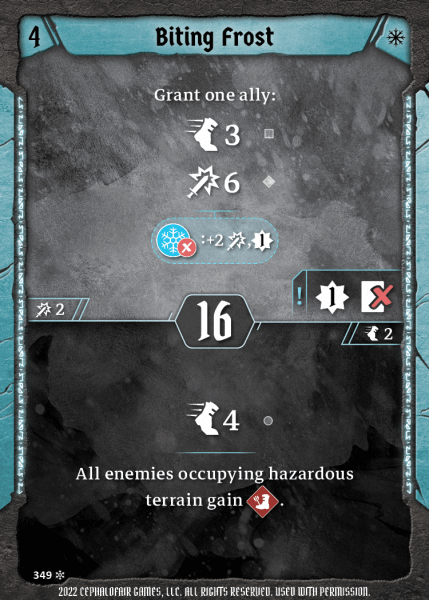 4
Biting Frost
Grant one ally:
3
6
:+2 , 1
! 1
2
16
2
4
All enemies occupying hazardous
terrain gain .
349
2022 CEPHALOFAIR GAMES, LLC. ALL RIGHTS RESERVED. USED WITH PERMISSION.